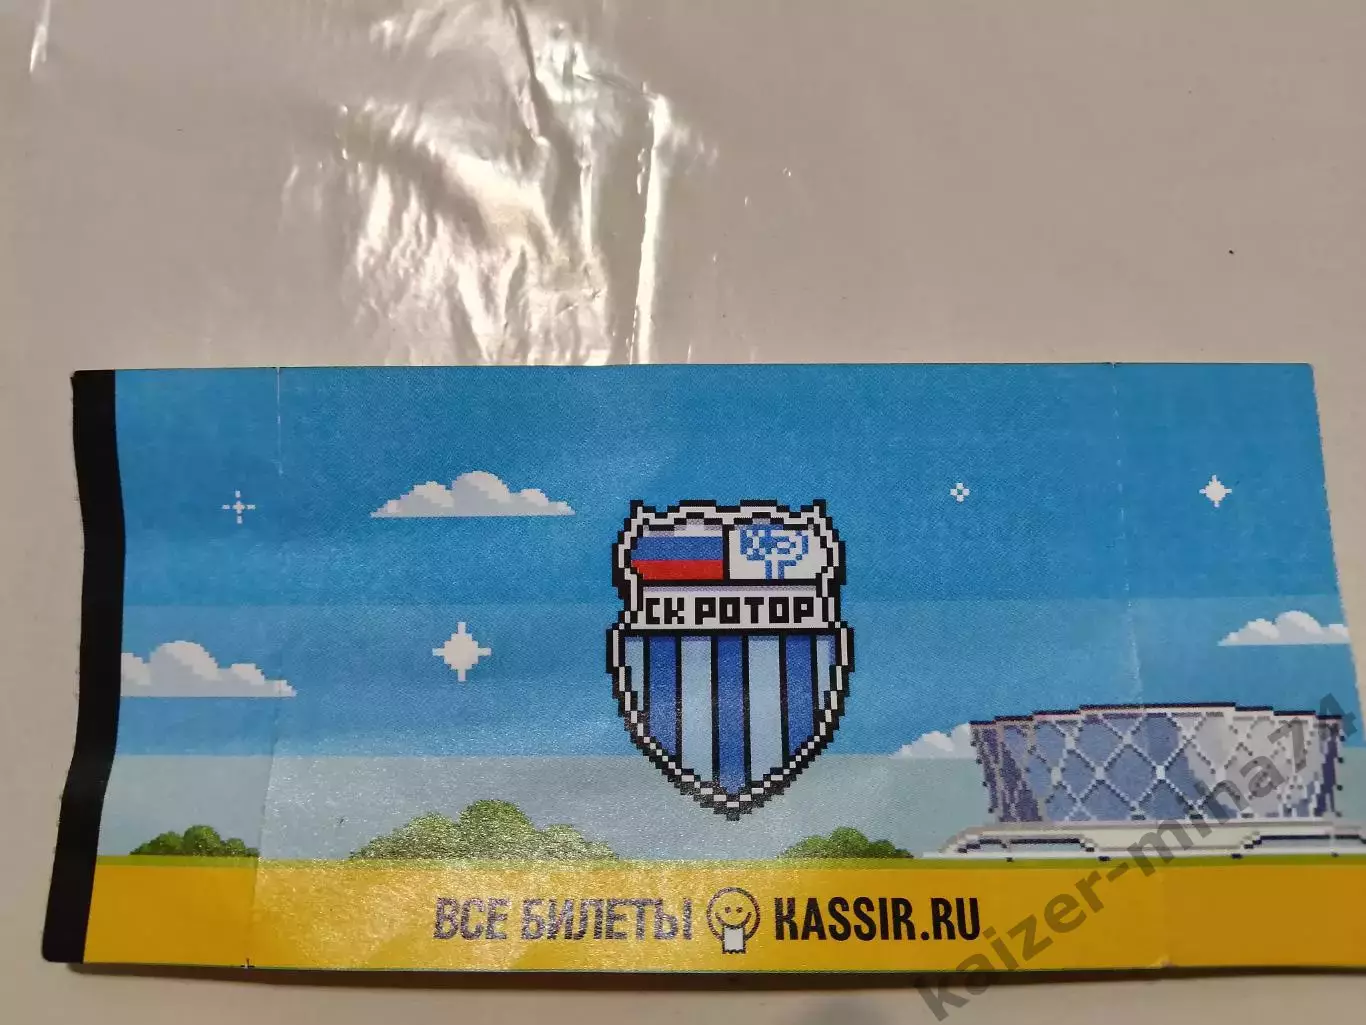 СК РОТОР
ВСЕ БИЛЕТЫ KASSIR.RU
kaizer-mina74